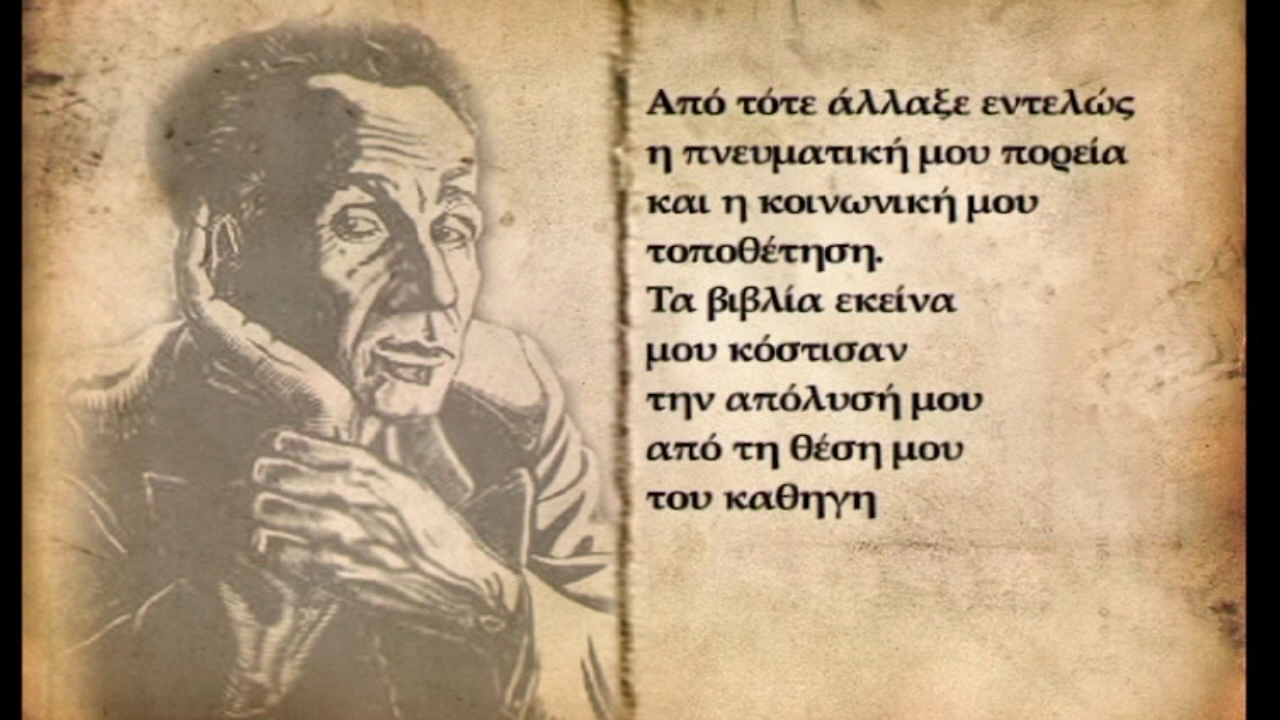 Από τότε άλλαξε εντελώς
η πνευματική μου πορεία
και η κοινωνική μου
τοποθέτηση.
Τα βιβλία εκείνα
μου κόστισαν
την απόλυσή μου
από τη θέση μου
του καθηγη